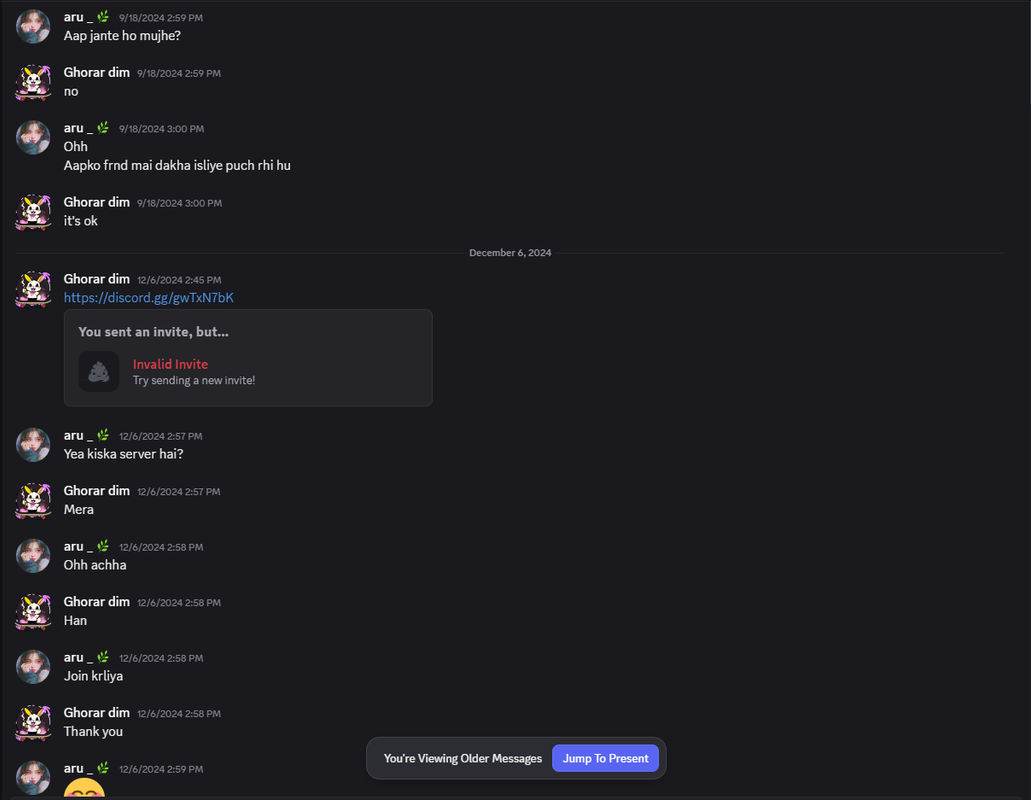 aru _ 🌿 9/18/2024 2:59 PM
Aap jante ho mujhe?
Ghorar dim 9/18/2024 2:59 PM
no
aru _ 🌿 9/18/2024 3:00 PM
Ohh
Aapko frnd mai dakha isliye puch rhi hu
Ghorar dim 9/18/2024 3:00 PM
it's ok
December 6, 2024
Ghorar dim 12/6/2024 2:45 PM
https://discord.gg/gwTxN7bK
You sent an invite, but...
Invalid Invite
Try sending a new invite!
aru _ 🌿 12/6/2024 2:57 PM
Yea kiska server hai?
Ghorar dim 12/6/2024 2:57 PM
Mera
aru _ 🌿 12/6/2024 2:58 PM
Ohh achha
Ghorar dim 12/6/2024 2:58 PM
Han
aru _ 🌿 12/6/2024 2:58 PM
Join krliya
Ghorar dim 12/6/2024 2:58 PM
Thank you
You're Viewing Older Messages Jump To Present
aru _ 🌿 12/6/2024 2:59 PM